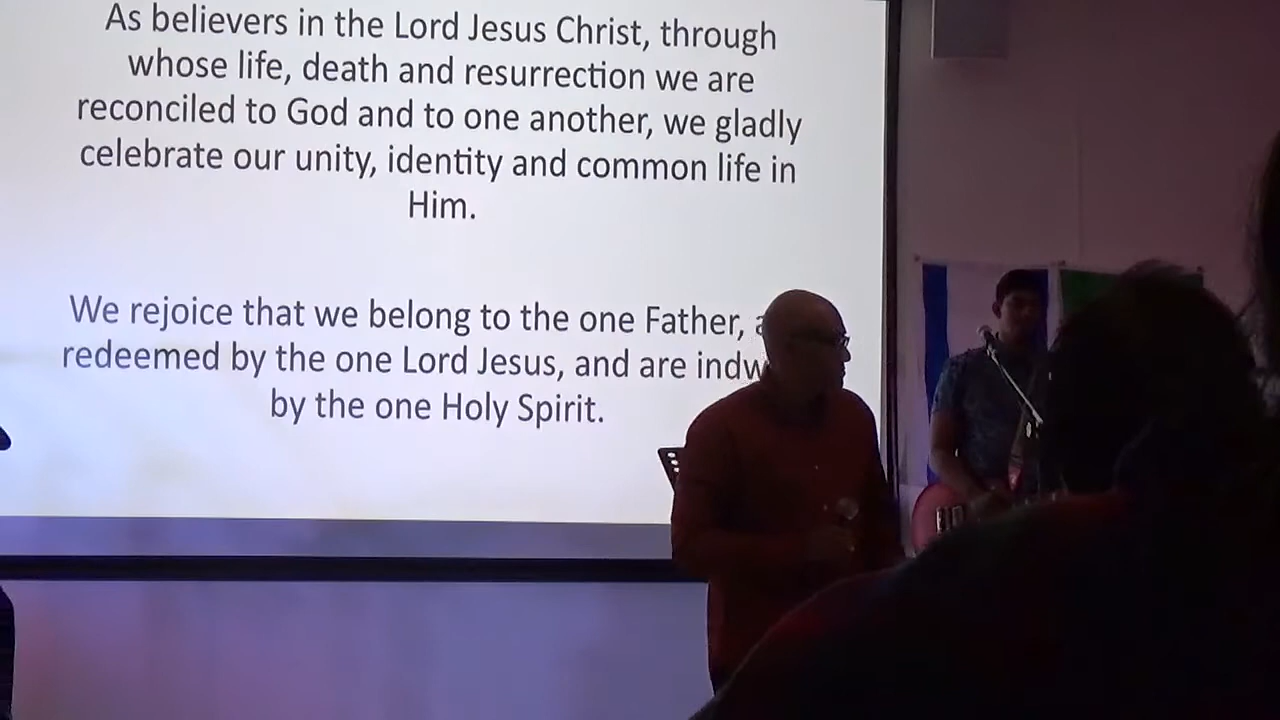 As believers in the Lord Jesus Christ, through
whose life, death and resurrection we are
reconciled to God and to one another, we gladly
celebrate our unity, identity and common life in
Him.
We rejoice that we belong to the one Father,
redeemed by the one Lord Jesus, and are
by the one Holy Spirit.